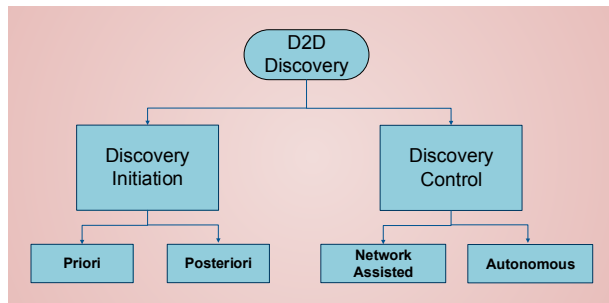 D2D
Discovery
Discovery
Initiation
Discovery
Control
Priori
Posteriori
Network
Assisted
Autonomous